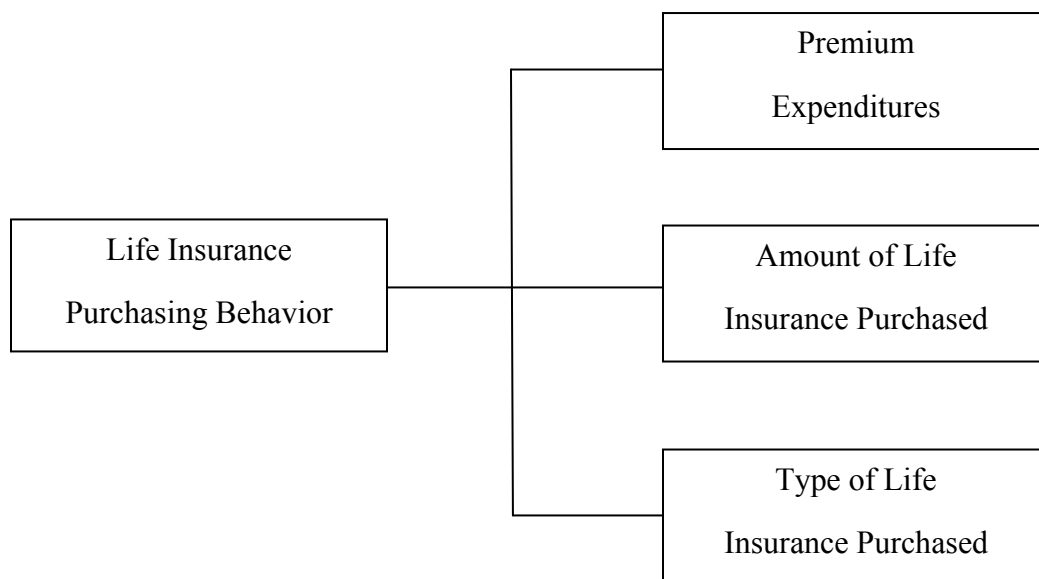 Premium
Expenditures
Life Insurance
Purchasing Behavior
Amount of Life
Insurance Purchased
Type of Life
Insurance Purchased